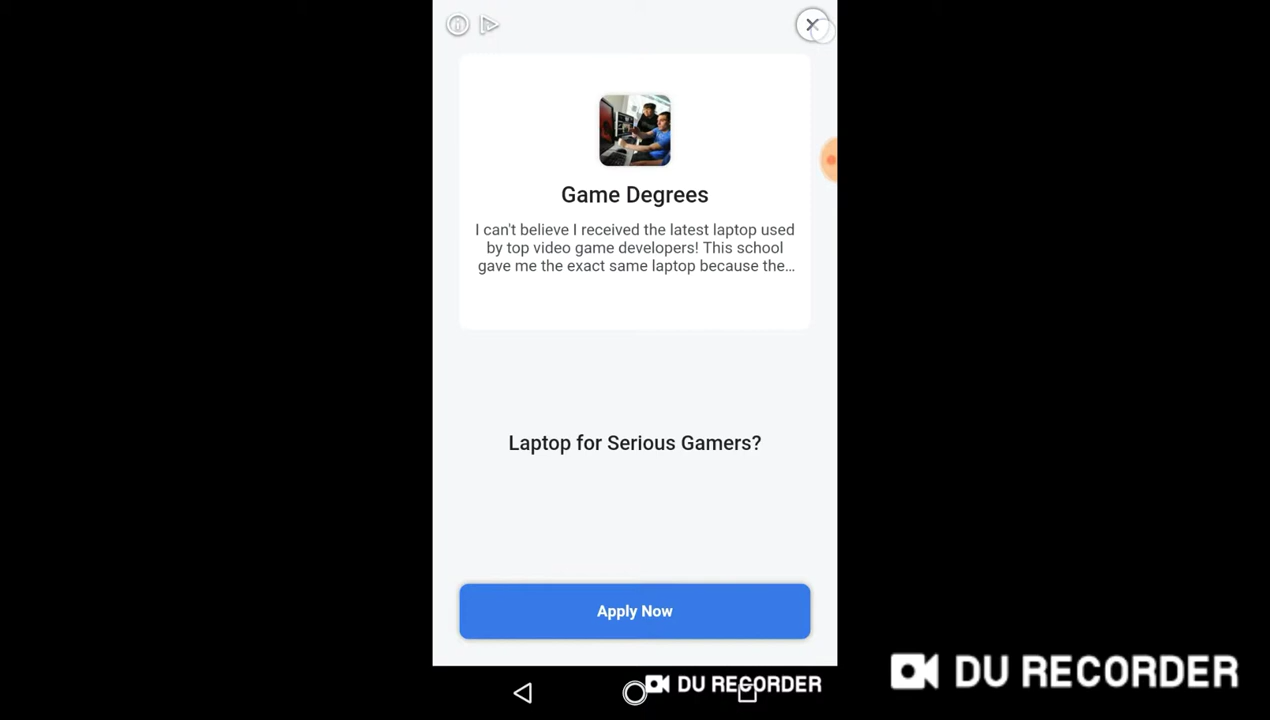 Game Degrees
I can't believe I received the latest laptop used
by top video game developers! This school
gave me the exact same laptop because the...
Laptop for Serious Gamers?
Apply Now
DU RECORDER
DU RECORDER